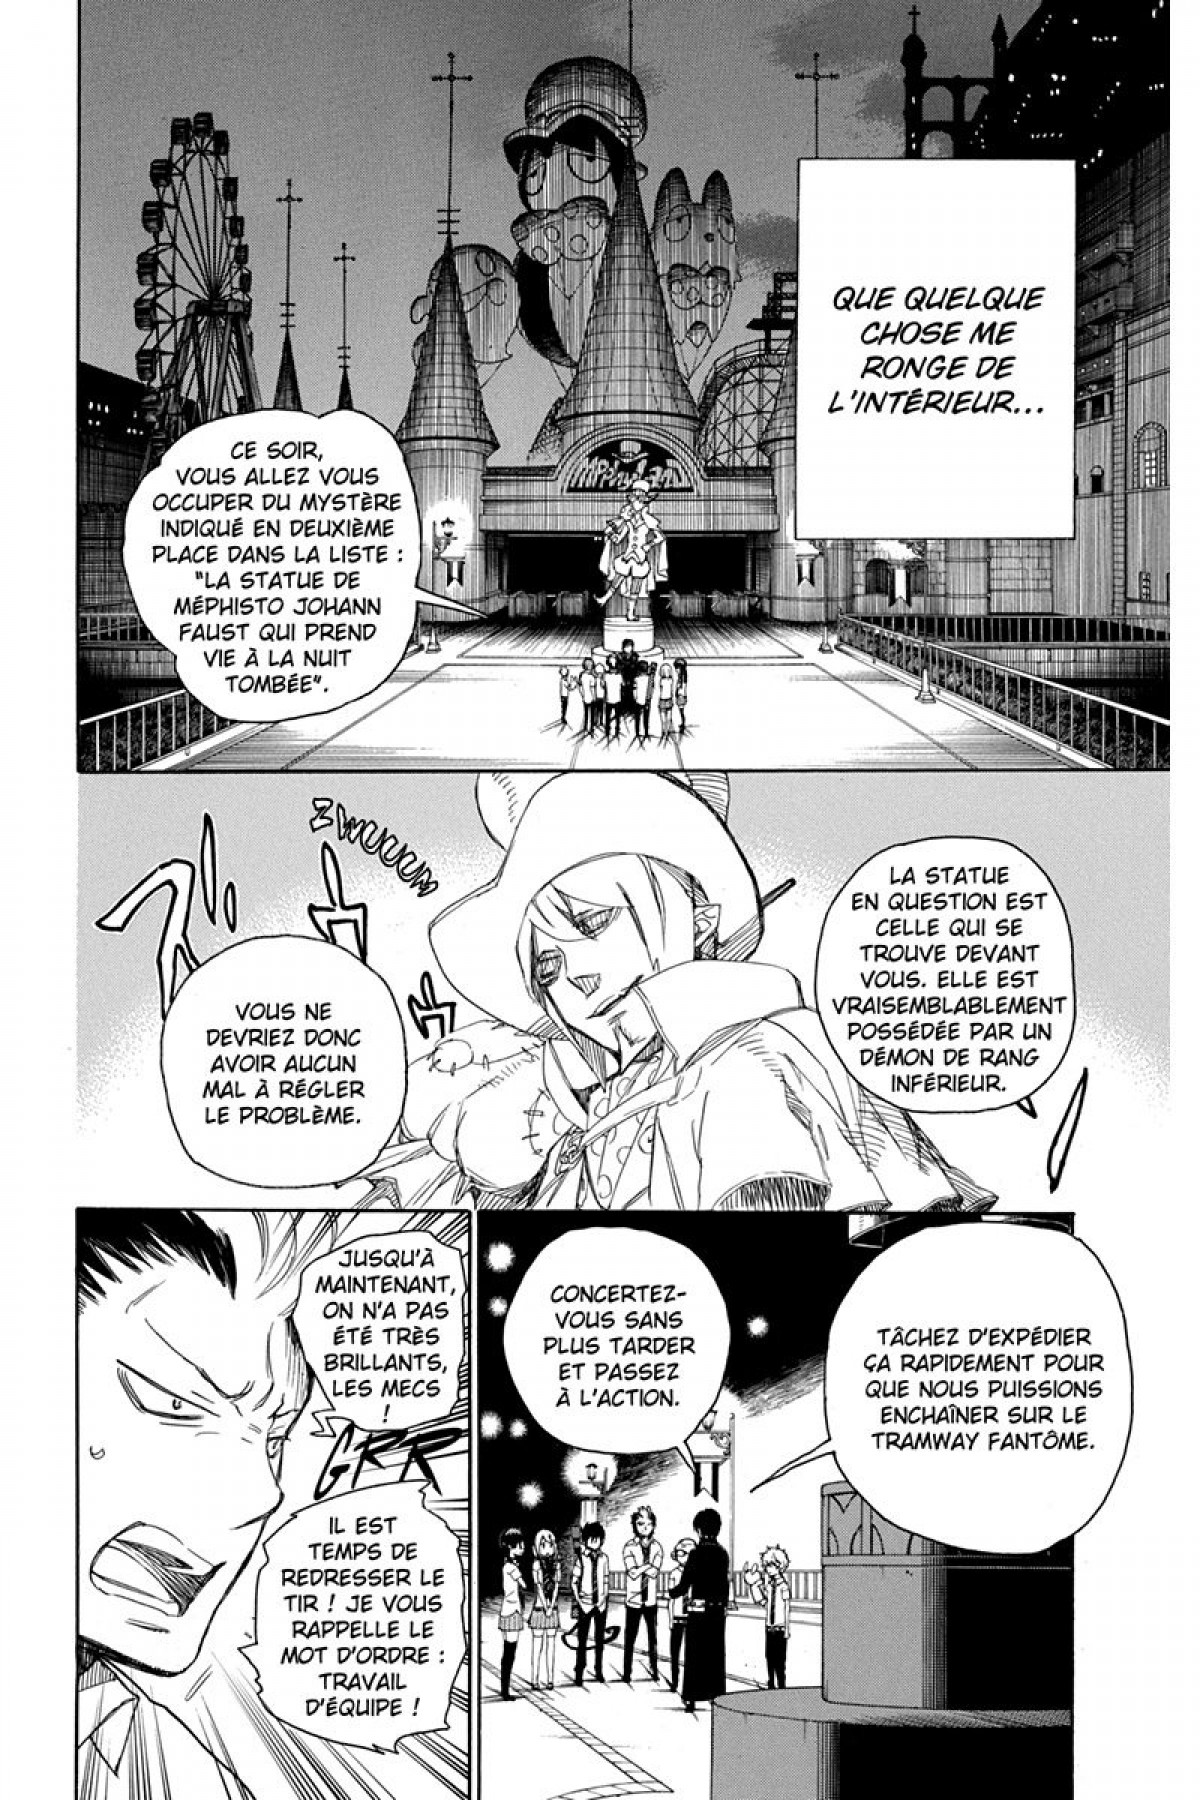 QUE QUELQUE
CHOSE ME
RONGE DE
L'INTÉRIEUR...
CE SOIR,
VOUS ALLEZ VOUS
OCCUPER DU MYSTÈRE
INDIQUÉ EN DEUXIÈME
PLACE DANS LA LISTE :
"LA STATUE DE
MÉPHISTO JOHANN
FAUST QUI PREND
VIE À LA NUIT
TOMBÉE".
MephyLand
ZWUUUM
LA STATUE
EN QUESTION EST
CELLE QUI SE
TROUVE DEVANT
VOUS. ELLE EST
VRAISEMBLABLEMENT
POSSÉDÉE PAR UN
DÉMON DE RANG
INFÉRIEUR.
VOUS NE
DEVRIEZ DONC
AVOIR AUCUN
MAL À RÉGLER
LE PROBLÈME.
JUSQU'À
MAINTENANT,
ON N'A PAS
ÉTÉ TRÈS
BRILLANTS,
LES MECS
!
GRR
IL EST
TEMPS DE
REDRESSER LE
TIR ! JE VOUS
RAPPELLE LE
MOT D'ORDRE :
TRAVAIL
D'ÉQUIPE !
CONCERTEZ-
VOUS SANS
PLUS TARDER
ET PASSEZ
À L'ACTION.
TÂCHEZ D'EXPÉDIER
ÇA RAPIDEMENT POUR
QUE NOUS PUISSIONS
ENCHAÎNER SUR LE
TRAMWAY FANTÔME.